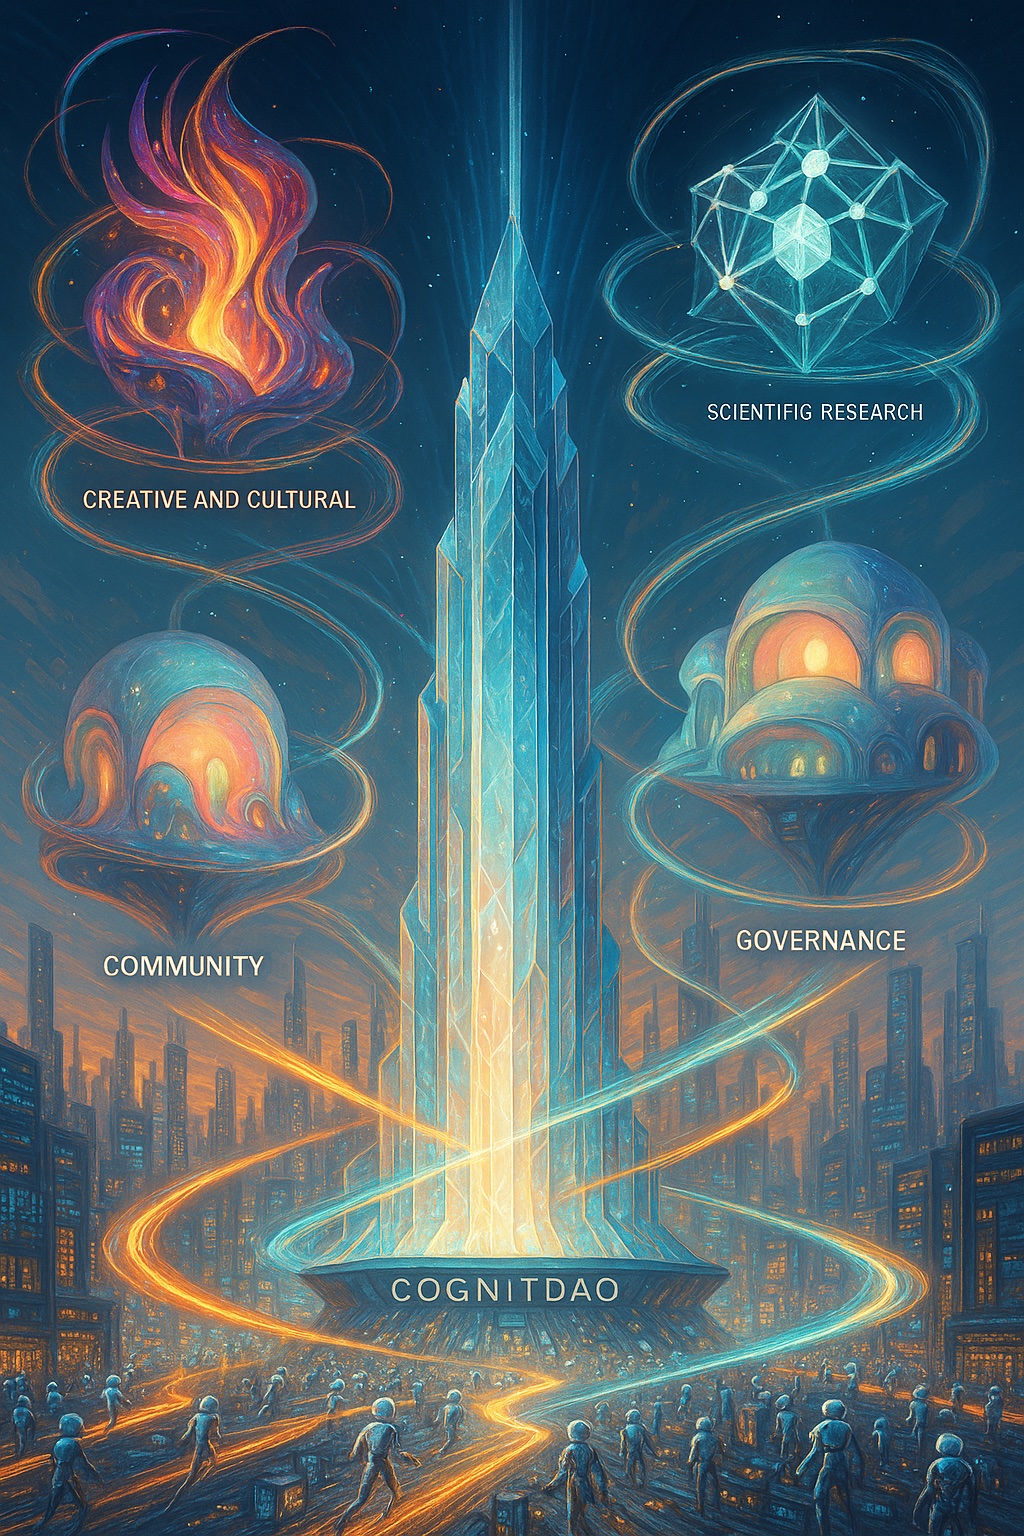 SCIENTIFIG RESEARCH
CREATIVE AND CULTURAL
GOVERNANCE
COMMUNITY
COGNITDAO